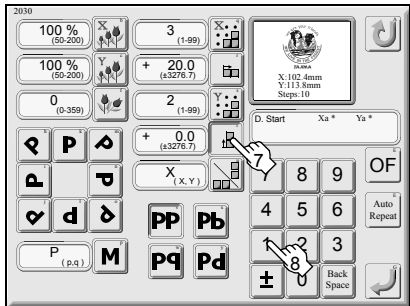 2030
100 %
(50-200)
X
3
(1-99)
X
100 %
(50-200)
Y
+ 20.0
(±3276.7)
TAJIMA
X:102.4mm
Y:113.8mm
Steps:10
0
(0-359)
2
(1-99)
Y
D. Start Xa * Ya *
+ 0.0
(±3276.7)
P P P
7
X
(X, Y)
8 9
OF
P P
4 5 6
Auto
Repeat
P P P
PP Pb
1 2 3
8
P
(p,q)
M
Pq Pd
±
0
Back
Space